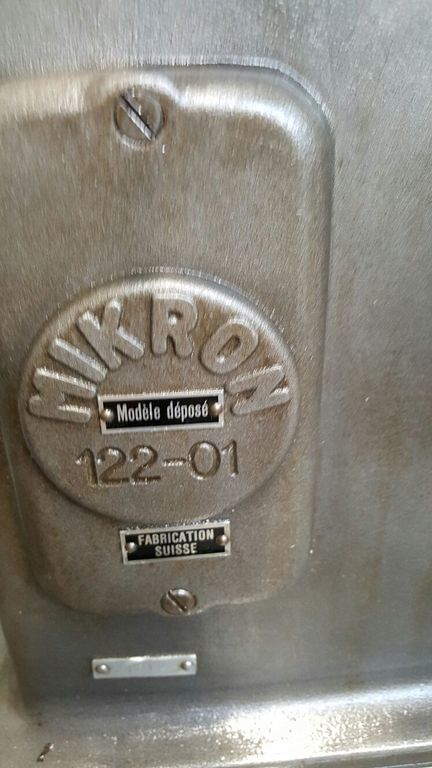 MIKRON
Modèle déposé
122-01
FABRICATION
SUISSE